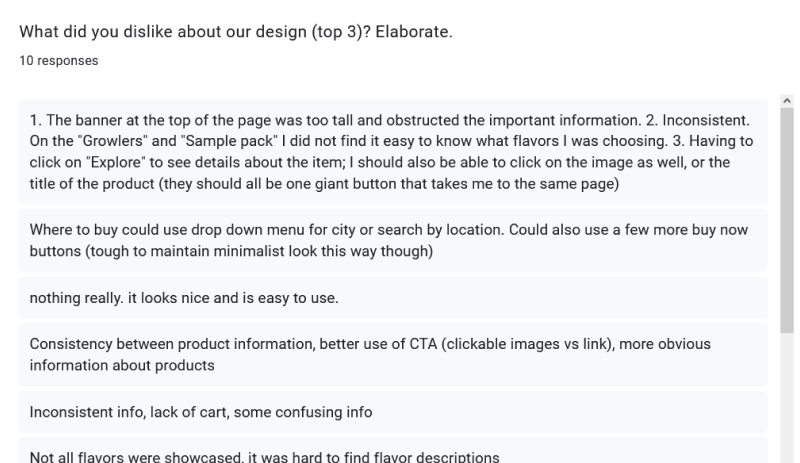 What did you dislike about our design (top 3)? Elaborate.
10 responses
1. The banner at the top of the page was too tall and obstructed the important information. 2. Inconsistent.
On the "Growlers" and "Sample pack" I did not find it easy to know what flavors I was choosing. 3. Having to
click on "Explore" to see details about the item; I should also be able to click on the image as well, or the
title of the product (they should all be one giant button that takes me to the same page)
Where to buy could use drop down menu for city or search by location. Could also use a few more buy now
buttons (tough to maintain minimalist look this way though)
nothing really. it looks nice and is easy to use.
Consistency between product information, better use of CTA (clickable images vs link), more obvious
information about products
Inconsistent info, lack of cart, some confusing info
Not all flavors were showcased. it was hard to find flavor descriptions